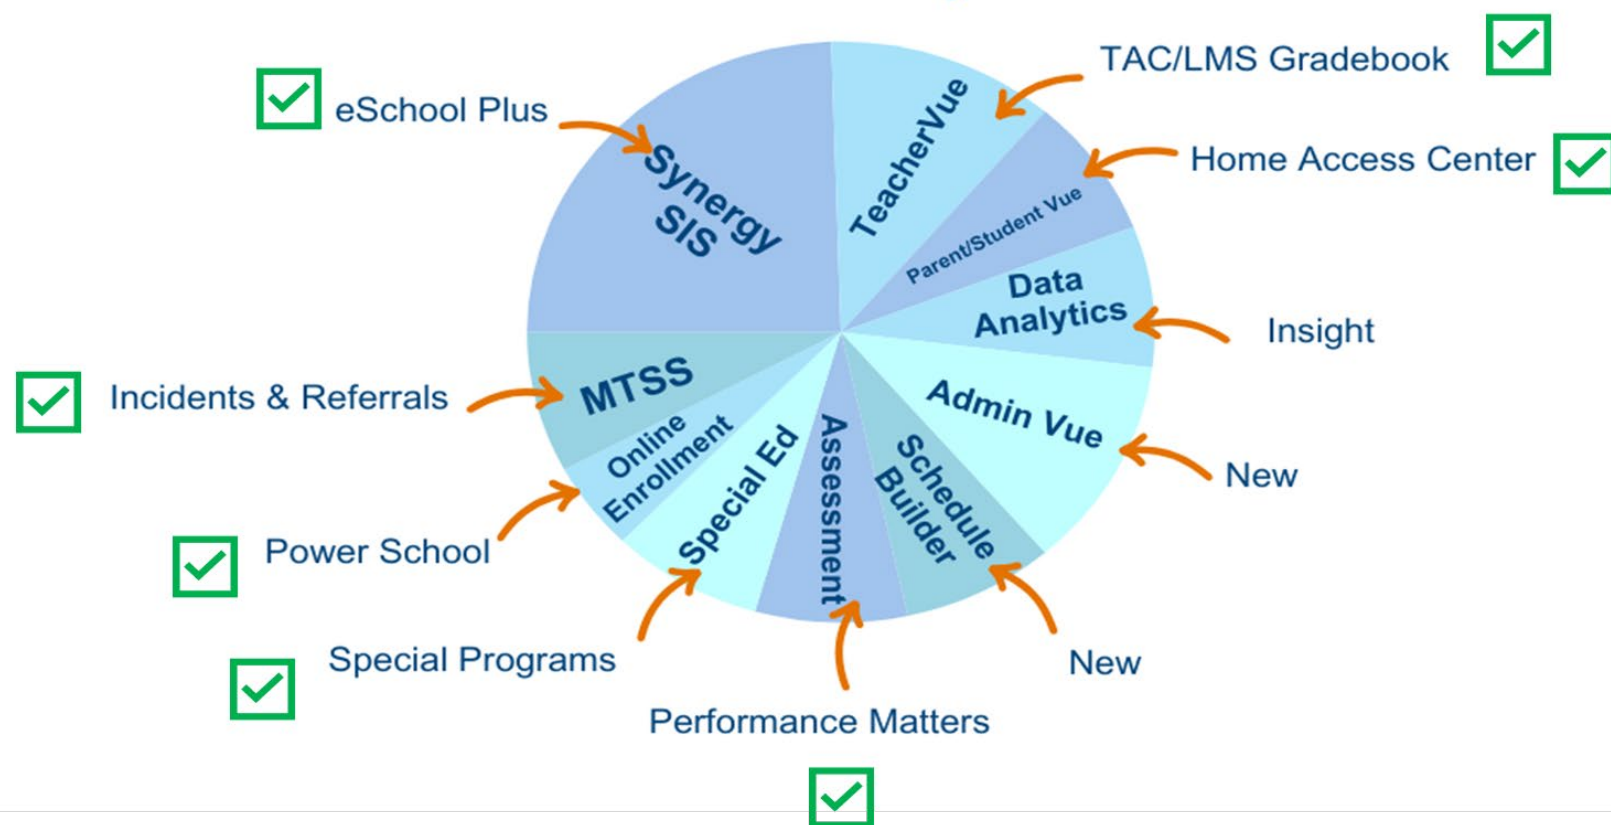 TAC/LMS Gradebook
eSchool Plus
Home Access Center
Synergy
SIS
TeacherVue
Parent/Student Vue
Data
Analytics
Insight
Incidents & Referrals
MTSS
Admin Vue
New
Online
Enrollment
Special Ed
Assessment
Schedule
Builder
Power School
Special Programs
New
Performance Matters